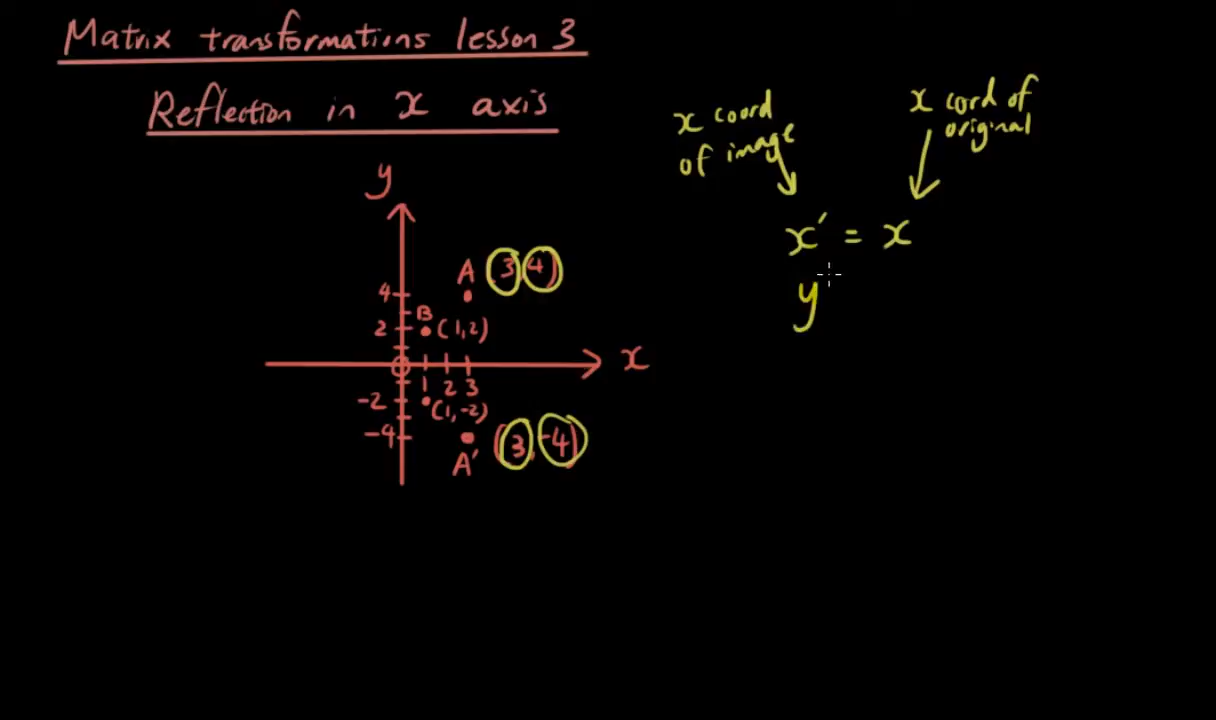 Matrix transformations lesson 3
Reflection in x axis
x coord
of image
x cord of
original
x' = x
y
y
A (3, 4)
4
B
2 (1,2)
x
1 2 3
-2 (1,-2)
-4 (3, -4)
A'